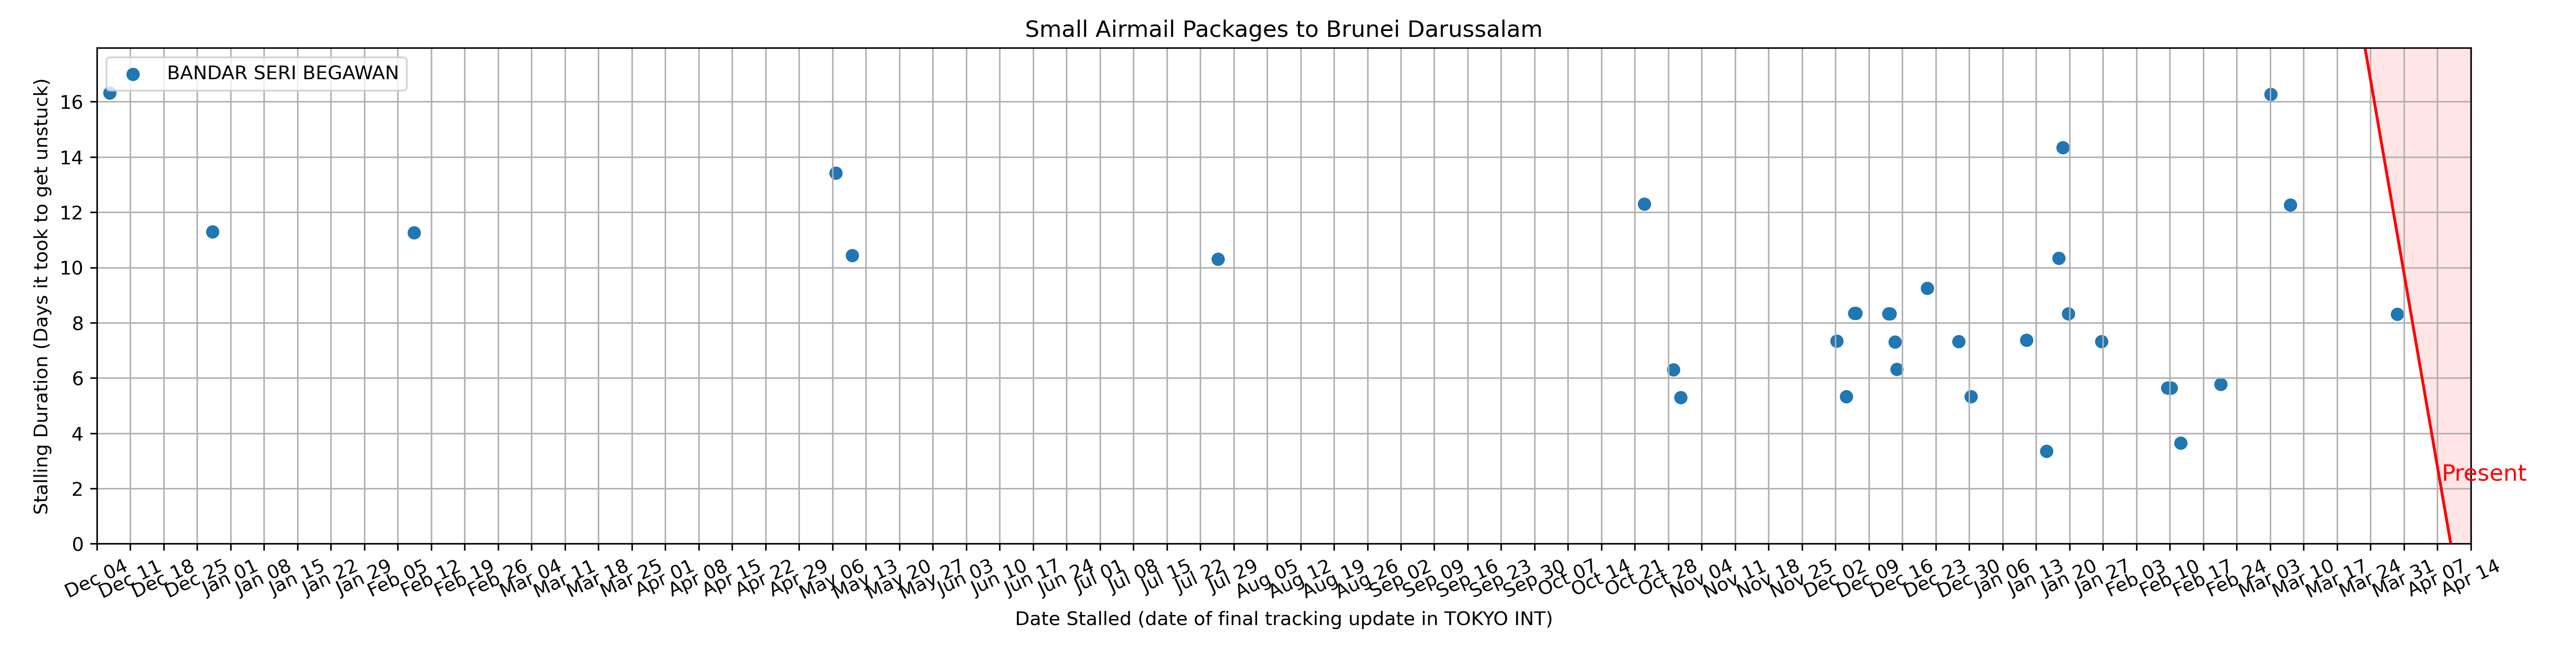 Small Airmail Packages to Brunei Darussalam
BANDAR SERI BEGAWAN
Stalling Duration (Days it took to get unstuck)
16
14
12
10
8
6
4
2
0
Present
Dec 04 Dec 11 Dec 18 Dec 25 Jan 01 Jan 08 Jan 15 Jan 22 Jan 29 Feb 05 Feb 12 Feb 19 Feb 26 Mar 04 Mar 11 Mar 18 Mar 25 Apr 01 Apr 08 Apr 15 Apr 22 Apr 29 May 06 May 13 May 20 May 27 Jun 03 Jun 10 Jun 17 Jun 24 Jul 01 Jul 08 Jul 15 Jul 22 Jul 29 Aug 05 Aug 12 Aug 19 Aug 26 Sep 02 Sep 09 Sep 16 Sep 23 Sep 30 Oct 07 Oct 14 Oct 21 Oct 28 Nov 04 Nov 11 Nov 18 Nov 25 Dec 02 Dec 09 Dec 16 Dec 23 Dec 30 Jan 06 Jan 13 Jan 20 Jan 27 Feb 03 Feb 10 Feb 17 Feb 24 Mar 03 Mar 10 Mar 17 Mar 24 Mar 31 Apr 07 Apr 14
Date Stalled (date of final tracking update in TOKYO INT)